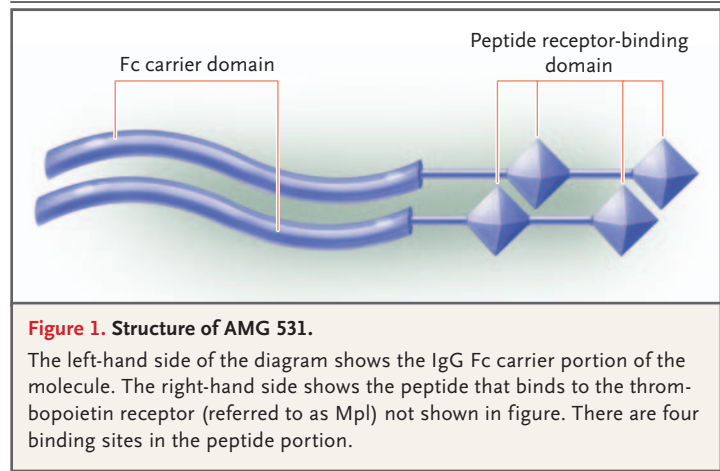 Peptide receptor-binding
domain
Fc carrier domain
Figure 1. Structure of AMG 531.
The left-hand side of the diagram shows the IgG Fc carrier portion of the
molecule. The right-hand side shows the peptide that binds to the throm-
bopoietin receptor (referred to as Mpl) not shown in figure. There are four
binding sites in the peptide portion.